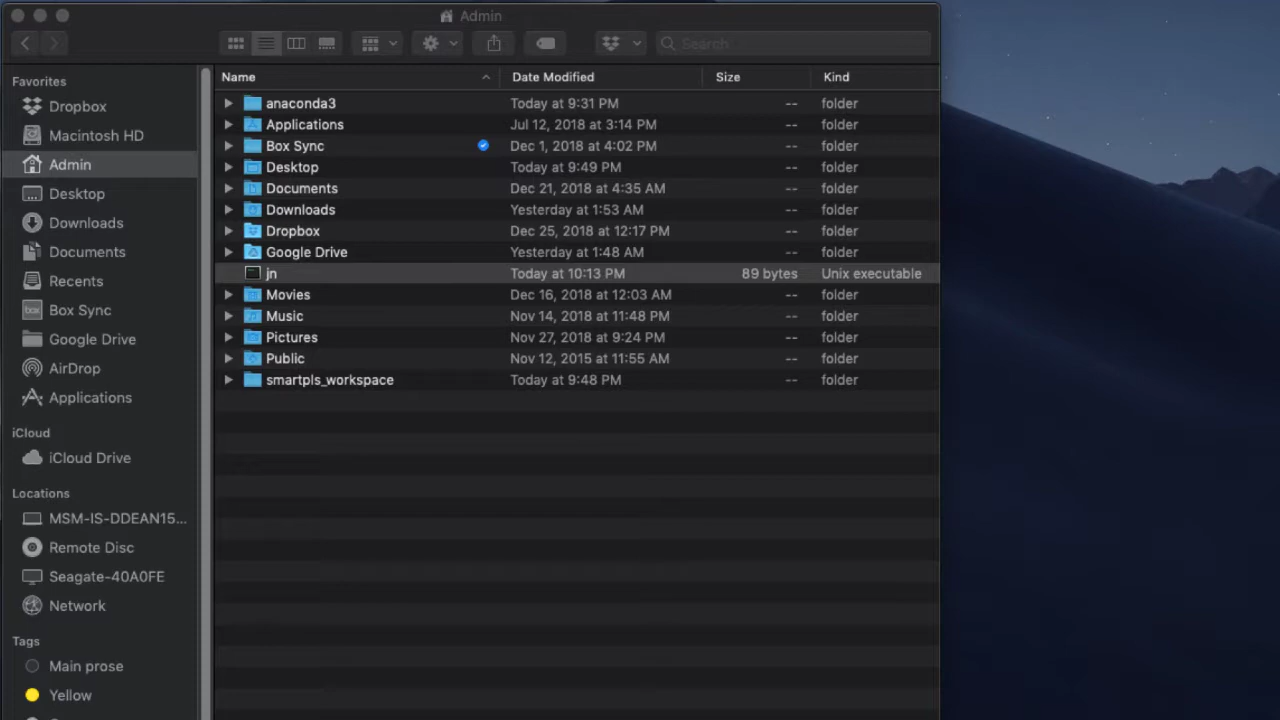 Admin
Search
Favorites
Dropbox
Macintosh HD
Admin
Desktop
Downloads
Documents
Recents
Box Sync
Google Drive
AirDrop
Applications
iCloud
iCloud Drive
Locations
MSM-IS-DDEAN15...
Remote Disc
Seagate-40A0FE
Network
Tags
Main prose
Yellow
Name Date Modified Size Kind
anaconda3 Today at 9:31 PM -- folder
Applications Jul 12, 2018 at 3:14 PM -- folder
Box Sync Dec 1, 2018 at 4:02 PM -- folder
Desktop Today at 9:49 PM -- folder
Documents Dec 21, 2018 at 4:35 AM -- folder
Downloads Yesterday at 1:53 AM -- folder
Dropbox Dec 25, 2018 at 12:17 PM -- folder
Google Drive Yesterday at 1:48 AM -- folder
jn Today at 10:13 PM 89 bytes Unix executable
Movies Dec 16, 2018 at 12:03 AM -- folder
Music Nov 14, 2018 at 11:48 PM -- folder
Pictures Nov 27, 2018 at 9:24 PM -- folder
Public Nov 12, 2015 at 11:55 AM -- folder
smartpls_workspace Today at 9:48 PM -- folder